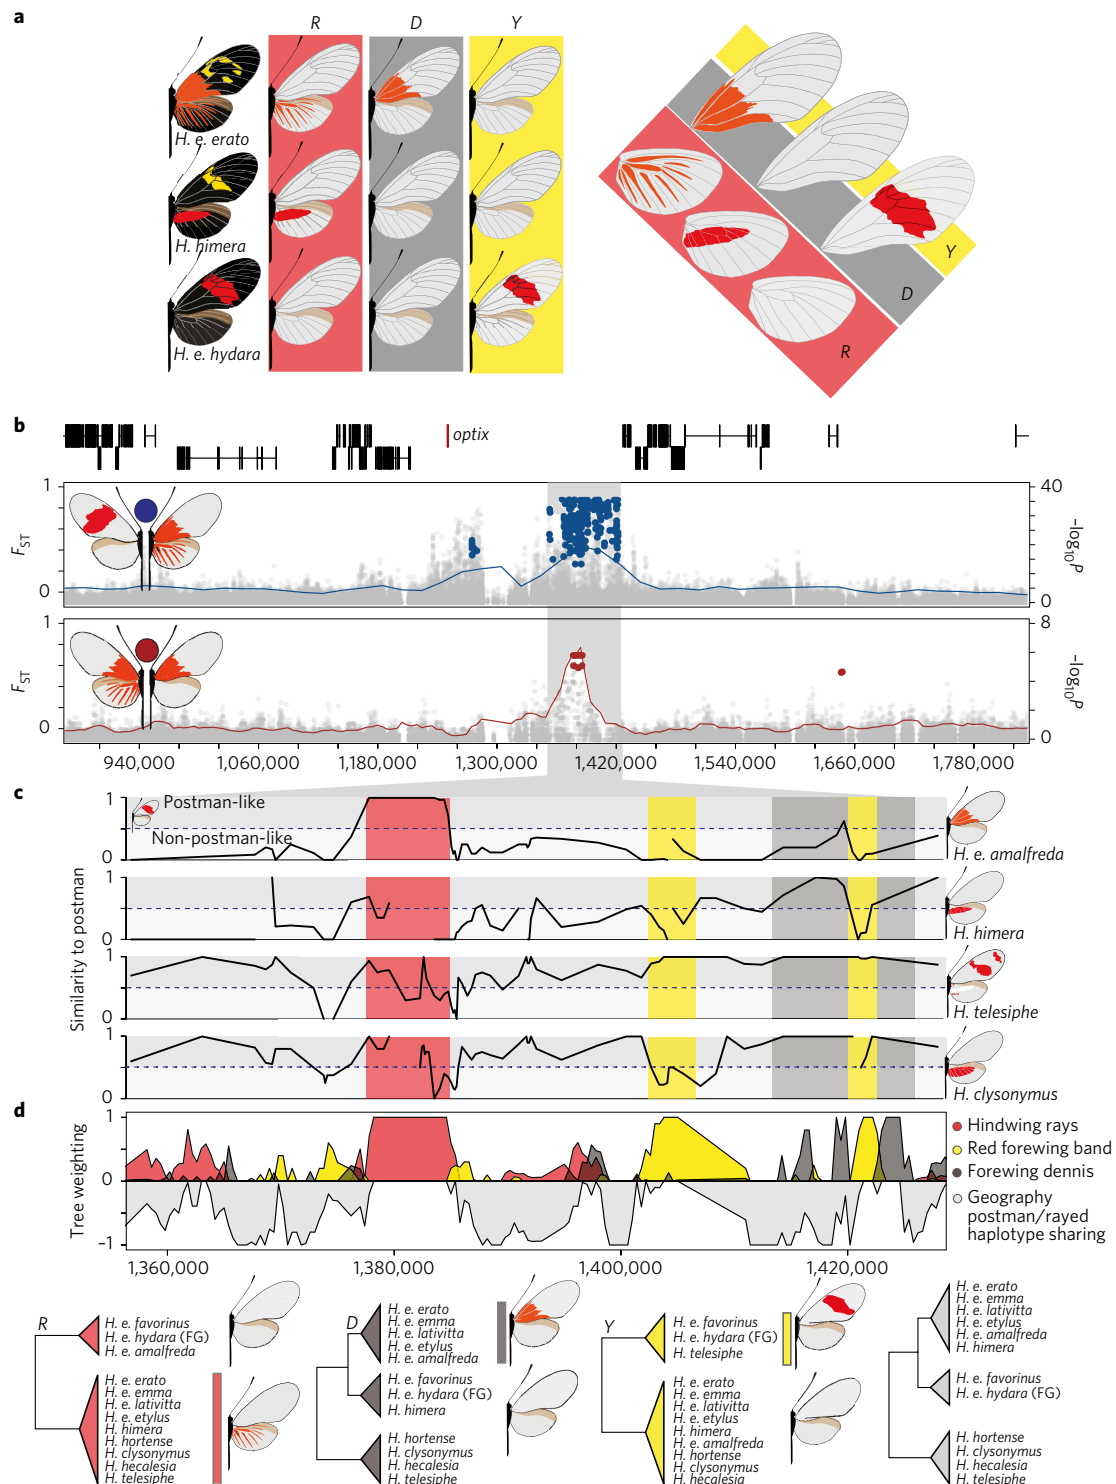 a
R D Y
H. e. erato
H. himera
H. e. hydara
Y
D
R
b
optix
1 40
FST –log10P
0 0
1 8
FST –log10P
0 0
940,000 1,060,000 1,180,000 1,300,000 1,420,000 1,540,000 1,660,000 1,780,000
c
1 Postman-like
Non-postman-like
0 H. e. amalfreda
1
0 H. himera
Similarity to postman
1
0 H. telesiphe
1
0 H. clysonymus
d
Tree weighting
1
0
–1
Hindwing rays
Red forewing band
Forewing dennis
Geography
postman/rayed
haplotype sharing
1,360,000 1,380,000 1,400,000 1,420,000
R
H. e. favorinus
H. e. hydara (FG)
H. e. amalfreda
H. e. erato
H. e. emma
H. e. lativitta
H. e. etylus
H. himera
H. hortense
H. clysonymus
H. hecalesia
H. telesiphe
D
H. e. erato
H. e. emma
H. e. lativitta
H. e. etylus
H. e. amalfreda
H. e. favorinus
H. e. hydara (FG)
H. himera
H. hortense
H. clysonymus
H. hecalesia
H. telesiphe
Y
H. e. favorinus
H. e. hydara (FG)
H. telesiphe
H. e. erato
H. e. emma
H. e. lativitta
H. e. etylus
H. himera
H. e. amalfreda
H. hortense
H. clysonymus
H. hecalesia
H. e. erato
H. e. emma
H. e. lativitta
H. e. etylus
H. e. amalfreda
H. himera
H. e. favorinus
H. e. hydara (FG)
H. hortense
H. clysonymus
H. hecalesia
H. telesiphe